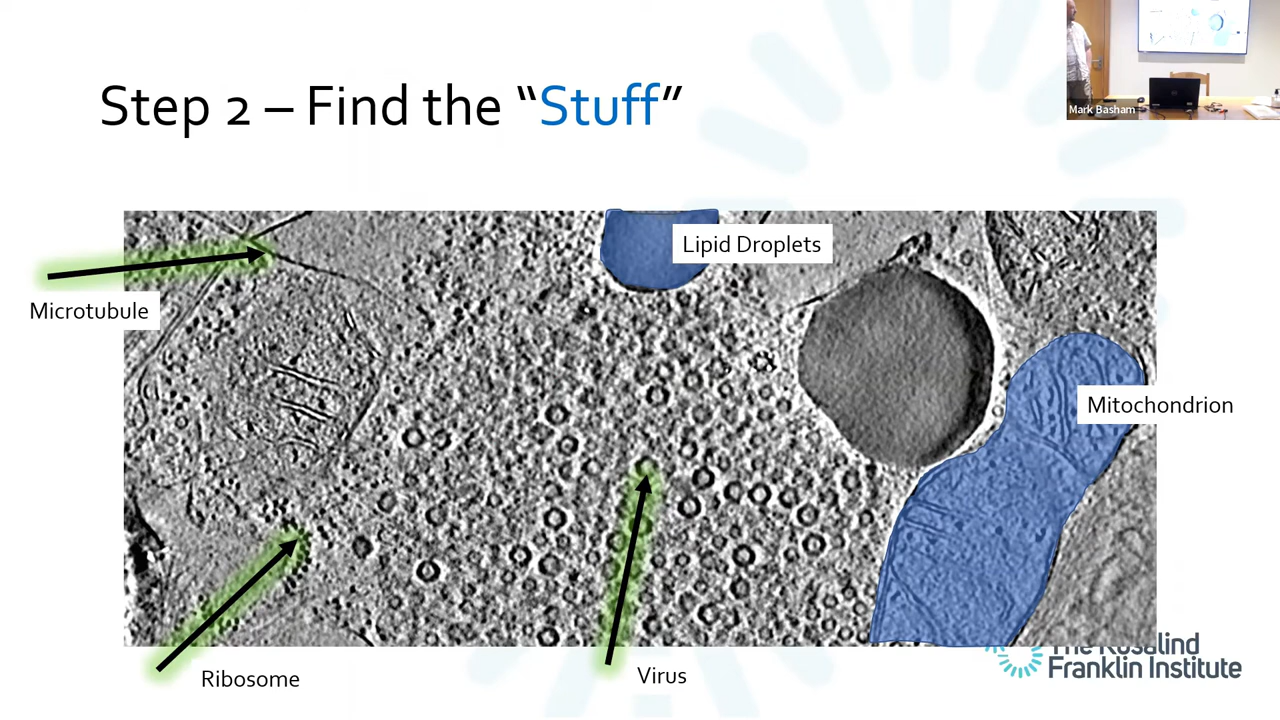 Mark Basham
Step 2 – Find the “Stuff”
Lipid Droplets
Microtubule
Mitochondrion
The Rosalind
Franklin Institute
Ribosome
Virus